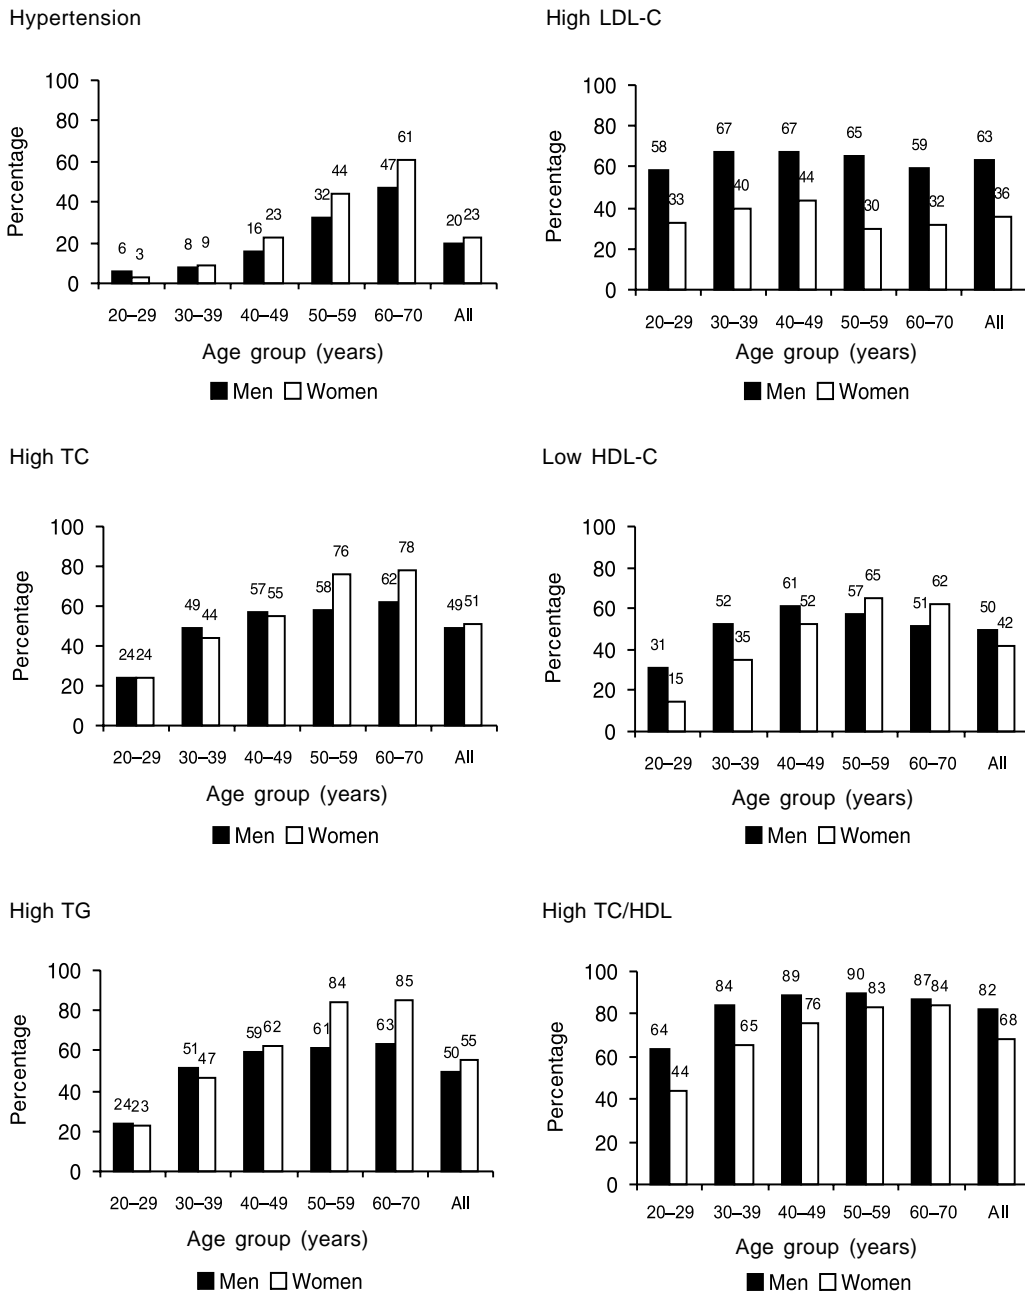 Hypertension
100
80
60
40
20
0
Percentage
6 3 8 9 16 23 32 44 47 61 20 23
20–29 30–39 40–49 50–59 60–70 All
Age group (years)
Men Women
High LDL-C
100
80
60
40
20
0
Percentage
58 33 67 40 67 44 65 30 59 32 63 36
20–29 30–39 40–49 50–59 60–70 All
Age group (years)
Men Women
High TC
100
80
60
40
20
0
Percentage
24 24 49 44 57 55 58 76 62 78 49 51
20–29 30–39 40–49 50–59 60–70 All
Age group (years)
Men Women
Low HDL-C
100
80
60
40
20
0
Percentage
31 15 52 35 61 52 57 65 51 62 50 42
20–29 30–39 40–49 50–59 60–70 All
Age group (years)
Men Women
High TG
100
80
60
40
20
0
Percentage
24 23 51 47 59 62 61 84 63 85 50 55
20–29 30–39 40–49 50–59 60–70 All
Age group (years)
Men Women
High TC/HDL
100
80
60
40
20
0
Percentage
64 44 84 65 89 76 90 83 87 84 82 68
20–29 30–39 40–49 50–59 60–70 All
Age group (years)
Men Women